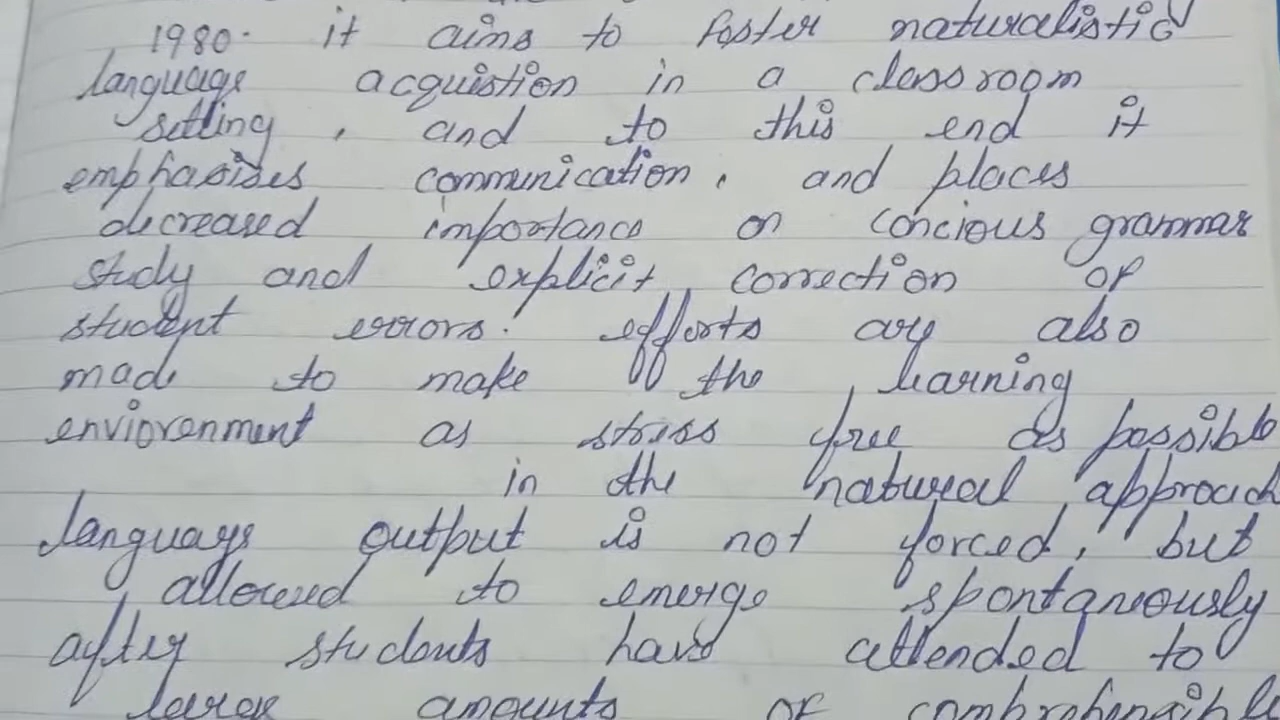 1980. it aims to foster naturalistic
language acquistion in a classroom
setting, and to this end it
emphasises communication, and places
decreased importance on concious grammar
study and explicit correction of
student errors. efforts are also
made to make the learning
enviorenment as stress free as possible
in the natural approach
language output is not forced, but
allowed to emerge spontaneously
after students have attended to
large amounts of comprehensible